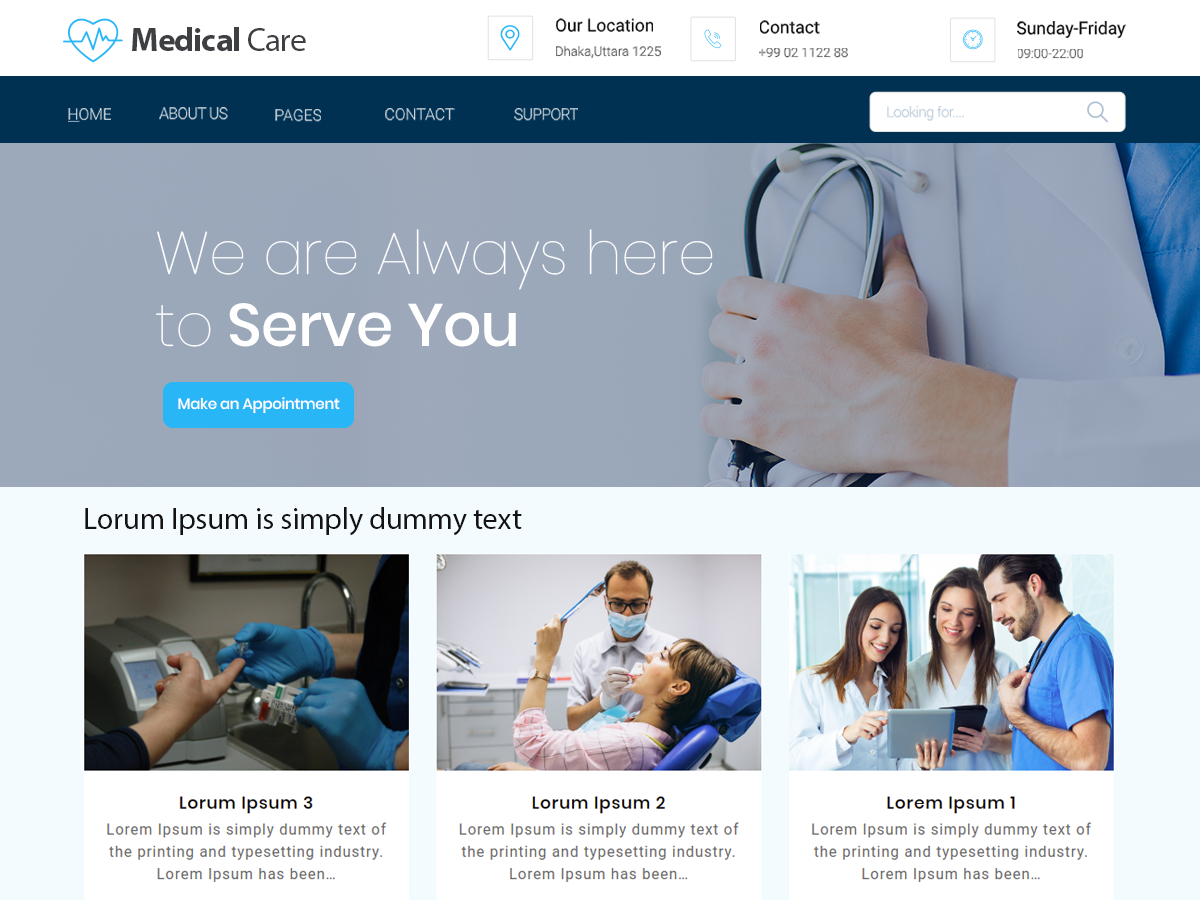 Medical Care
Our Location
Dhaka,Uttara 1225
Contact
+99 02 1122 88
Sunday-Friday
09:00-22:00
HOME
ABOUT US
PAGES
CONTACT
SUPPORT
Looking for....
We are Always here
to Serve You
Make an Appointment
Lorum Ipsum is simply dummy text
Lorum Ipsum 3
Lorem Ipsum is simply dummy text of
the printing and typesetting industry.
Lorem Ipsum has been…
Lorum Ipsum 2
Lorem Ipsum is simply dummy text of
the printing and typesetting industry.
Lorem Ipsum has been…
Lorem Ipsum 1
Lorem Ipsum is simply dummy text of
the printing and typesetting industry.
Lorem Ipsum has been…